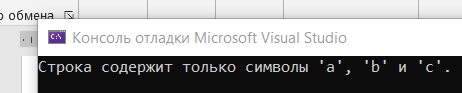 обмена
Консоль отладки Microsoft Visual Studio
Строка содержит только символы 'a', 'b' и 'c'.